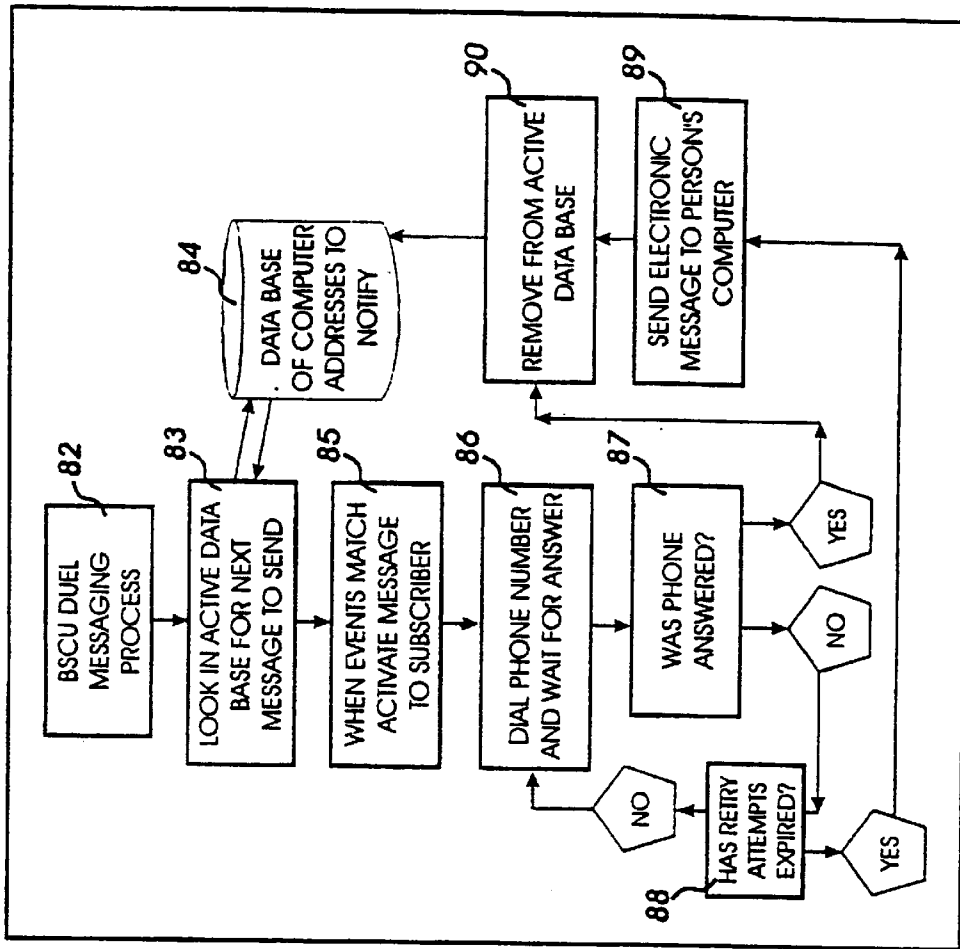 82
BSCU DUEL
MESSAGING
PROCESS
83
LOOK IN ACTIVE DATA
BASE FOR NEXT
MESSAGE TO SEND
84
DATA BASE
OF COMPUTER
ADDRESSES TO
NOTIFY
85
WHEN EVENTS MATCH
ACTIVATE MESSAGE
TO SUBSCRIBER
86
DIAL PHONE NUMBER
AND WAIT FOR ANSWER
87
WAS PHONE
ANSWERED?
NO
YES
88
HAS RETRY
ATTEMPTS
EXPIRED?
NO
YES
90
REMOVE FROM ACTIVE
DATA BASE
89
SEND ELECTRONIC
MESSAGE TO PERSON'S
COMPUTER